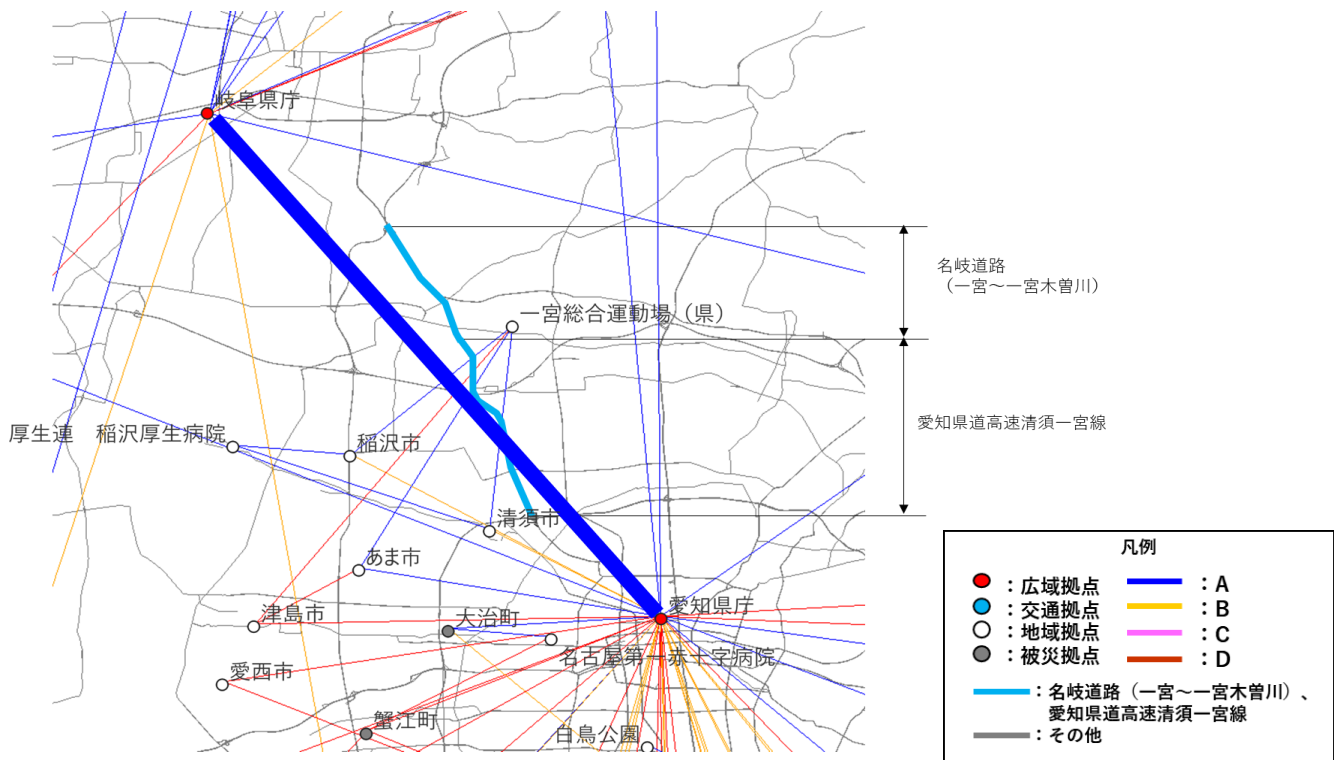 岐阜県庁
名岐道路
(一宮～一宮木曽川)
一宮総合運動場(県)
愛知県道高速清須一宮線
厚生連 稲沢厚生病院
稲沢市
清須市
あま市
津島市
大治町
愛知県庁
名古屋第一赤十字病院
愛西市
蟹江町
白鳥公園
凡例
：広域拠点
：A
：交通拠点
：B
：地域拠点
：C
：被災拠点
：D
：名岐道路(一宮～一宮木曽川)、
愛知県道高速清須一宮線
：その他